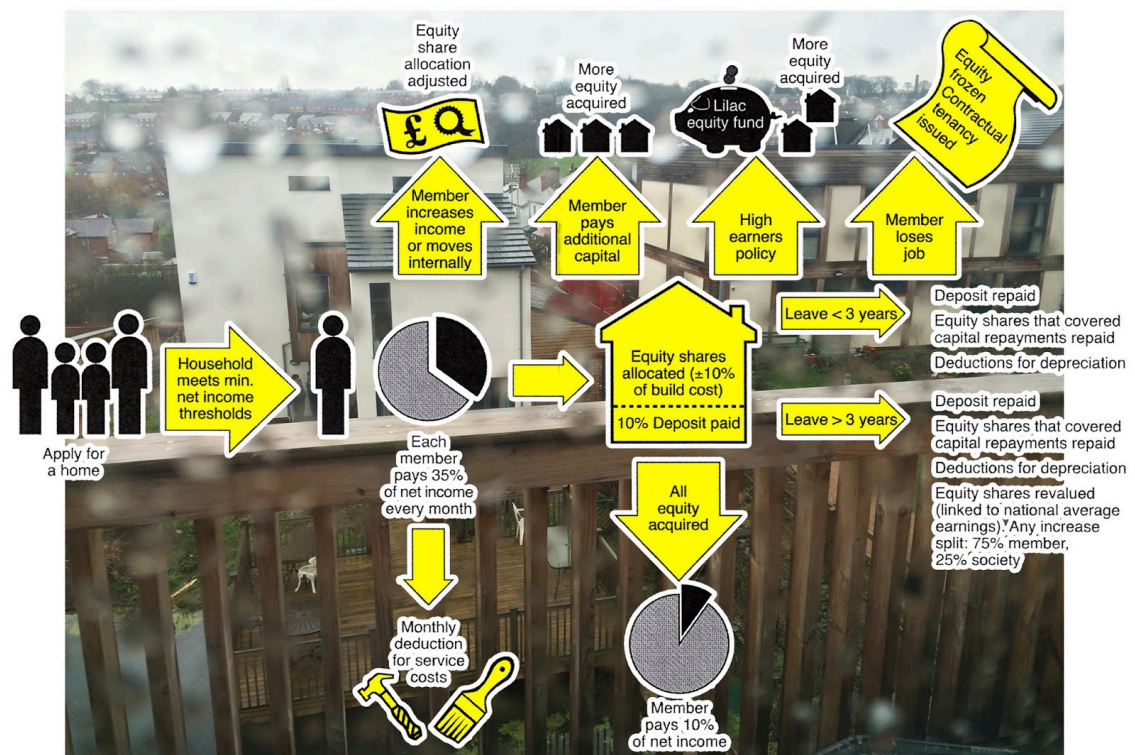 Equity
share
allocation
adjusted
£
More
equity
acquired
Lilac
equity fund
More
equity
acquired
Equity
frozen
Contractual
tenancy
issued
Member
increases
income
or moves
internally
Member
pays
additional
capital
High
earners
policy
Member
loses
job
Apply for
a home
Household
meets min.
net income
thresholds
Each
member
pays 35%
of net income
every month
Monthly
deduction
for service
costs
Equity shares
allocated (±10%
of build cost)
10% Deposit paid
All
equity
acquired
Member
pays 10%
of net income
Leave < 3 years
Deposit repaid
Equity shares that covered
capital repayments repaid
Deductions for depreciation
Leave > 3 years
Deposit repaid
Equity shares that covered
capital repayments repaid
Deductions for depreciation
Equity shares revalued
(linked to national average
earnings). Any increase
split: 75% member,
25% society